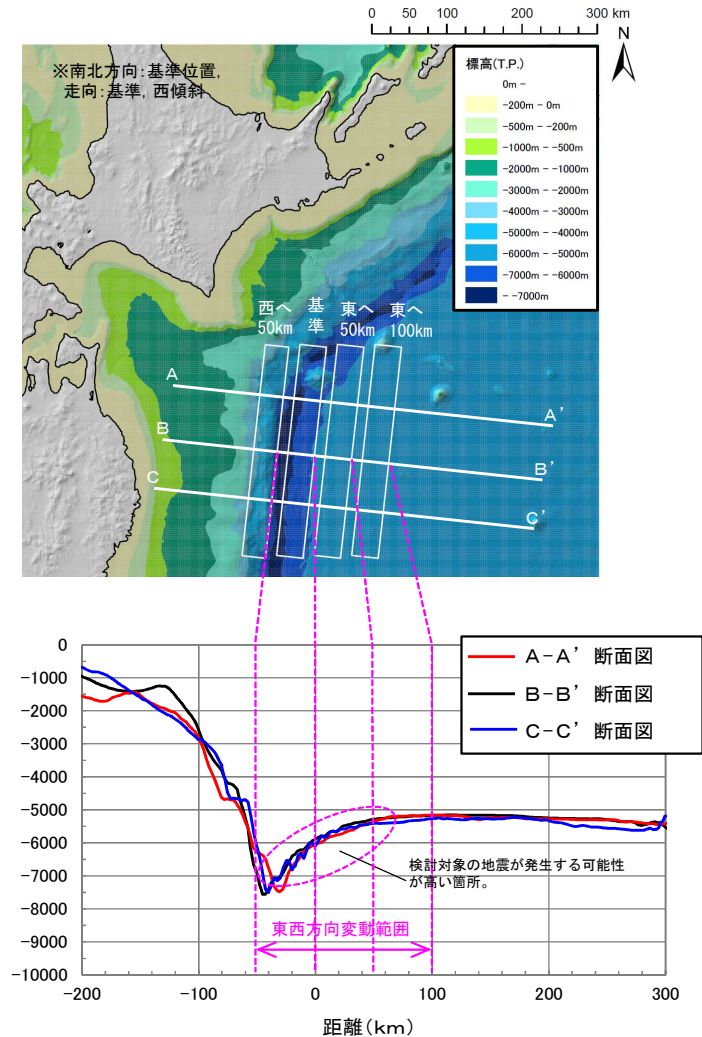 0 50 100 200 300 km
N
※南北方向：基準位置，
走向：基準，西傾斜
標高(T.P.)
0m -
-200m - 0m
-500m - -200m
-1000m - -500m
-2000m - -1000m
-3000m - -2000m
-4000m - -3000m
-5000m - -4000m
-6000m - -5000m
-7000m - -6000m
- -7000m
西へ
50km
基
準
東へ
50km
東へ
100km
A
A'
B
B'
C
C'
0
-1000
-2000
-3000
-4000
-5000
-6000
-7000
-8000
-9000
-10000
A-A' 断面図
B-B' 断面図
C-C' 断面図
検討対象の地震が発生する可能性
が高い箇所。
東西方向変動範囲
-200 -100 0 100 200 300
距離(km)